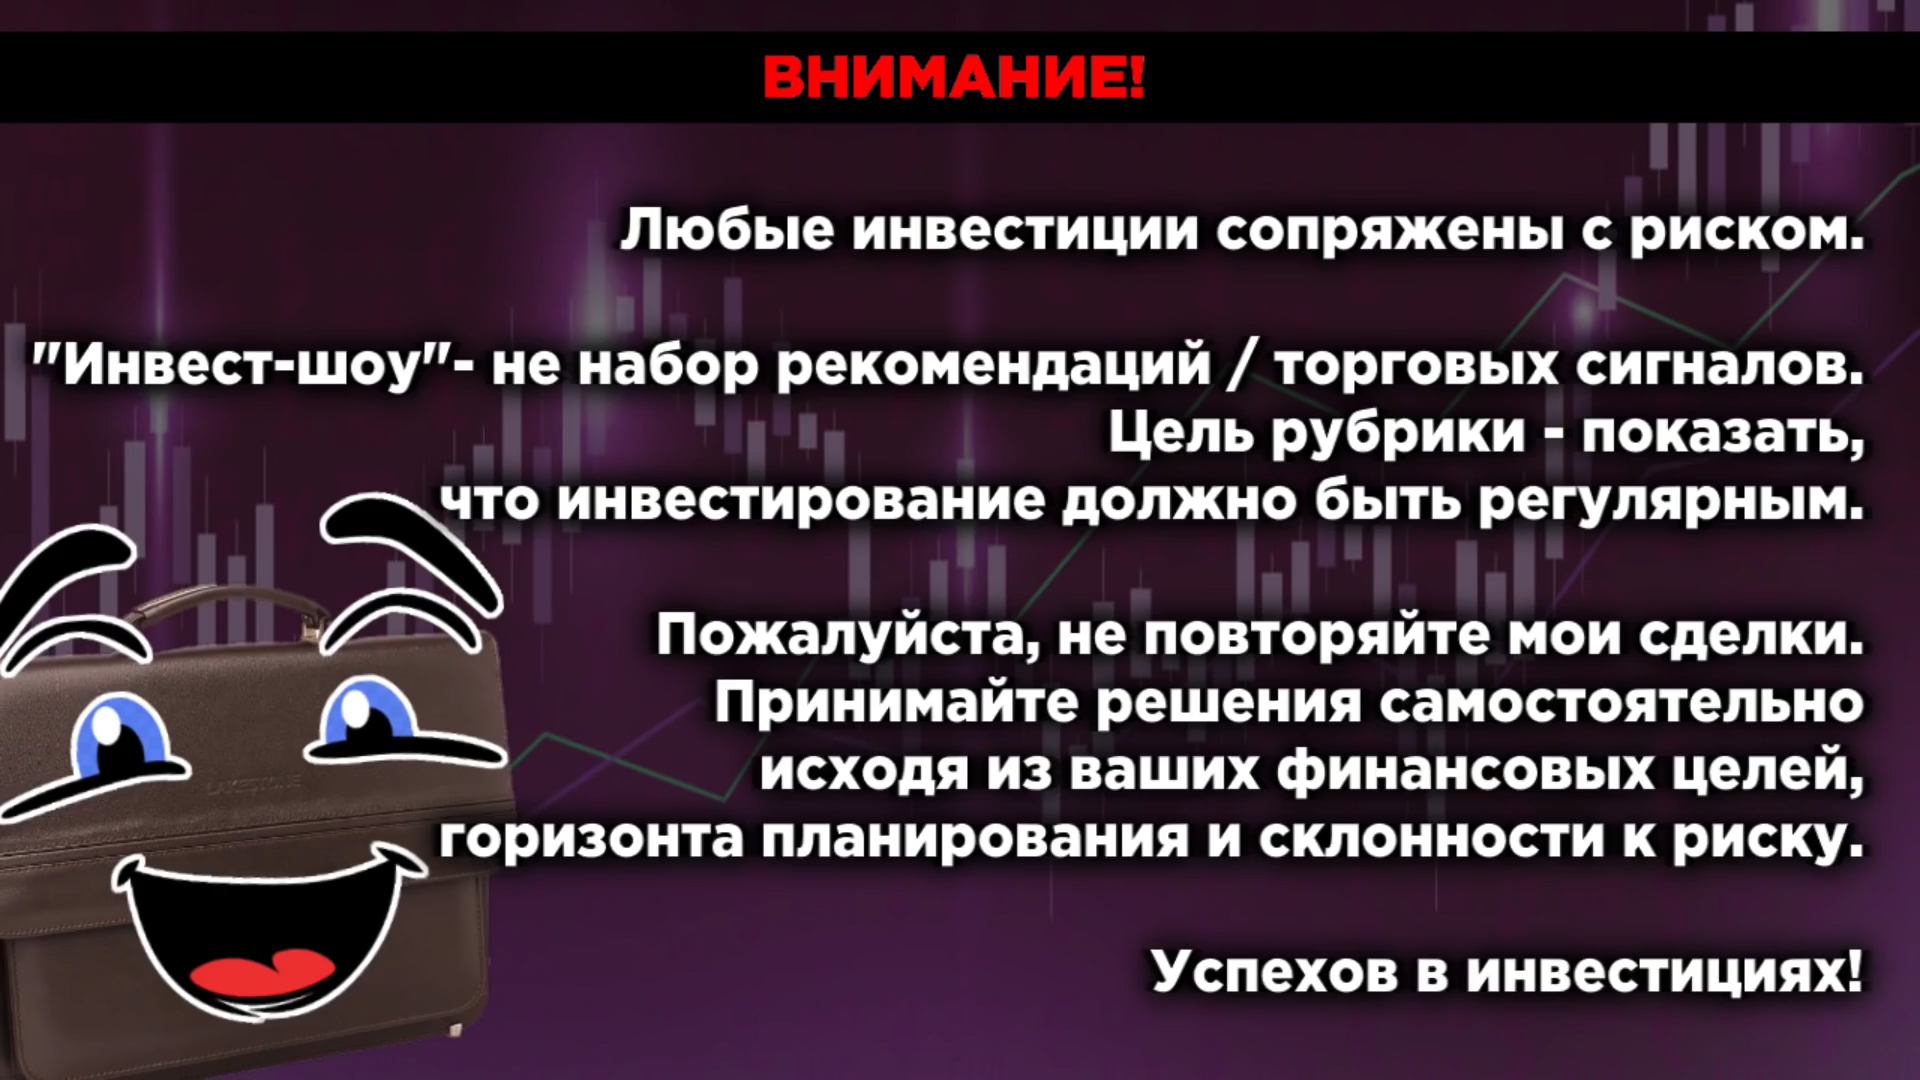 ВНИМАНИЕ!
Любые инвестиции сопряжены с риском.
"Инвест-шоу"- не набор рекомендаций / торговых сигналов.
Цель рубрики - показать,
что инвестирование должно быть регулярным.
Пожалуйста, не повторяйте мои сделки.
Принимайте решения самостоятельно
исходя из ваших финансовых целей,
горизонта планирования и склонности к риску.
LAKESTONE
Успехов в инвестициях!